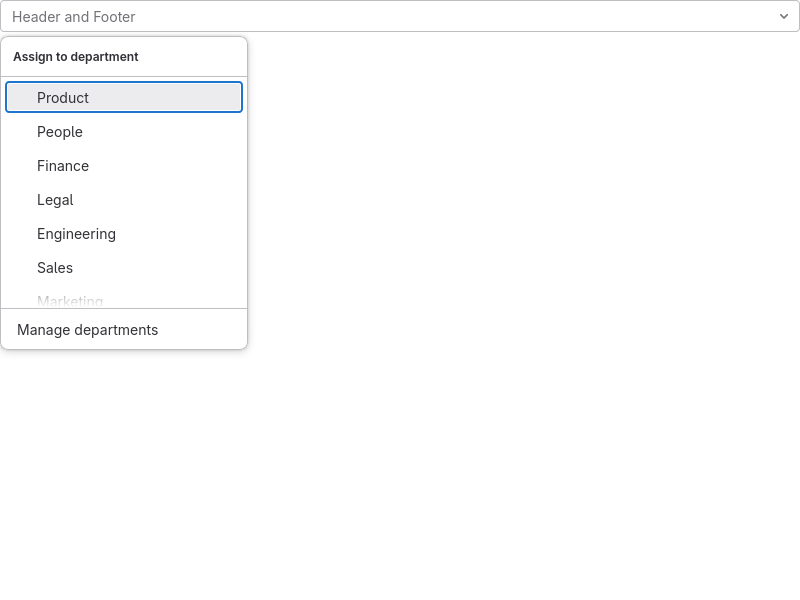 Header and Footer
Assign to department
Product
People
Finance
Legal
Engineering
Sales
Marketing
Manage departments